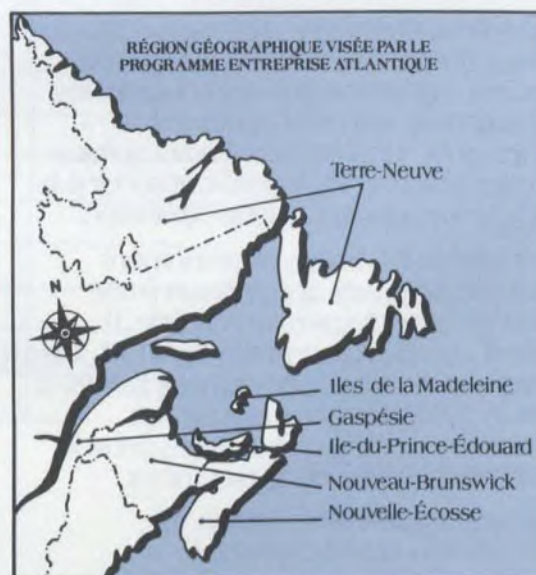 RÉGION GÉOGRAPHIQUE VISÉE PAR LE
PROGRAMME ENTREPRISE ATLANTIQUE
Terre-Neuve
N
Iles de la Madeleine
Gaspésie
Ile-du-Prince-Édouard
Nouveau-Brunswick
Nouvelle-Écosse